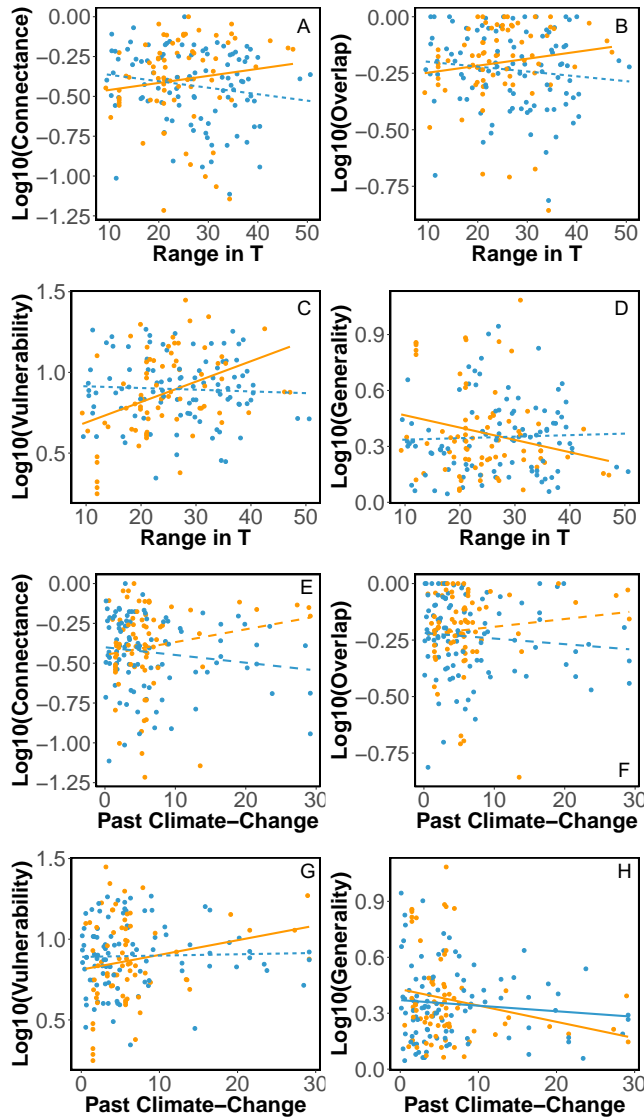 A
Log10(Connectance)
0.00
−0.25
−0.50
−0.75
−1.00
−1.25
10 20 30 40 50
Range in T
B
Log10(Overlap)
0.00
−0.25
−0.50
−0.75
10 20 30 40 50
Range in T
C
Log10(Vulnerability)
1.5
1.0
0.5
10 20 30 40 50
Range in T
D
Log10(Generality)
0.9
0.6
0.3
0.0
10 20 30 40 50
Range in T
E
Log10(Connectance)
0.00
−0.25
−0.50
−0.75
−1.00
−1.25
0 10 20 30
Past Climate−Change
F
Log10(Overlap)
0.00
−0.25
−0.50
−0.75
0 10 20 30
Past Climate−Change
G
Log10(Vulnerability)
1.5
1.0
0.5
0 10 20 30
Past Climate−Change
H
Log10(Generality)
0.9
0.6
0.3
0.0
0 10 20 30
Past Climate−Change